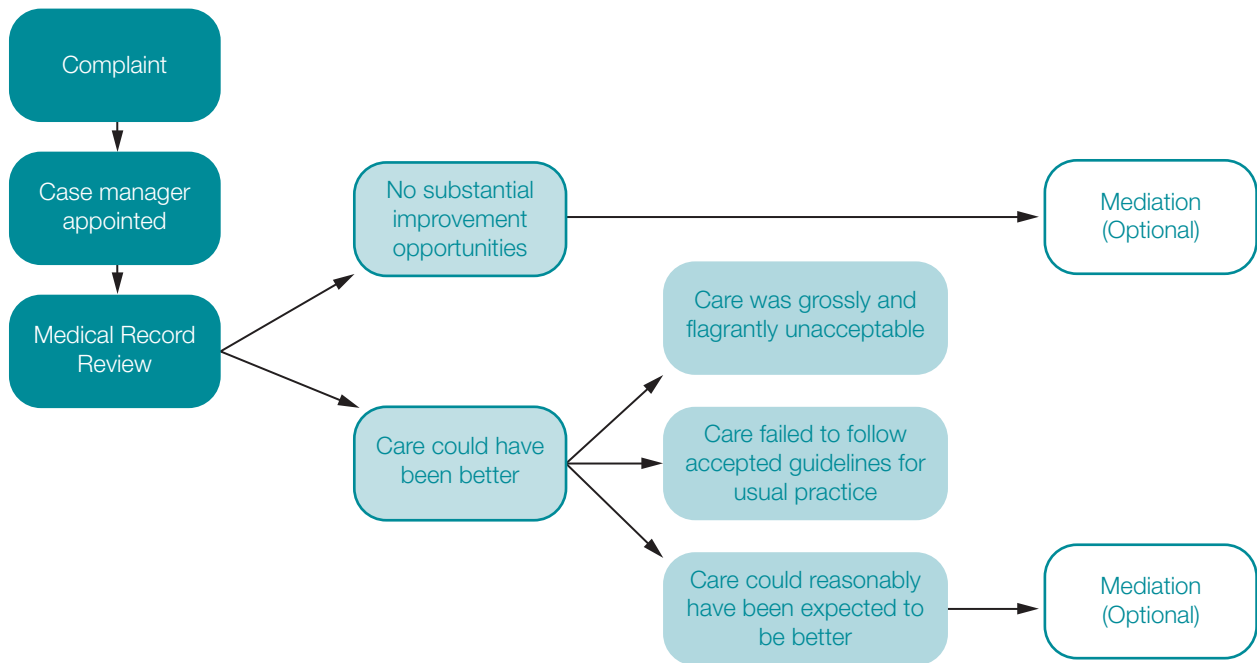 Complaint
Case manager
appointed
Medical Record
Review
No substantial
improvement
opportunities
Mediation
(Optional)
Care could have
been better
Care was grossly and
flagrantly unacceptable
Care failed to follow
accepted guidelines for
usual practice
Care could reasonably
have been expected to
be better
Mediation
(Optional)